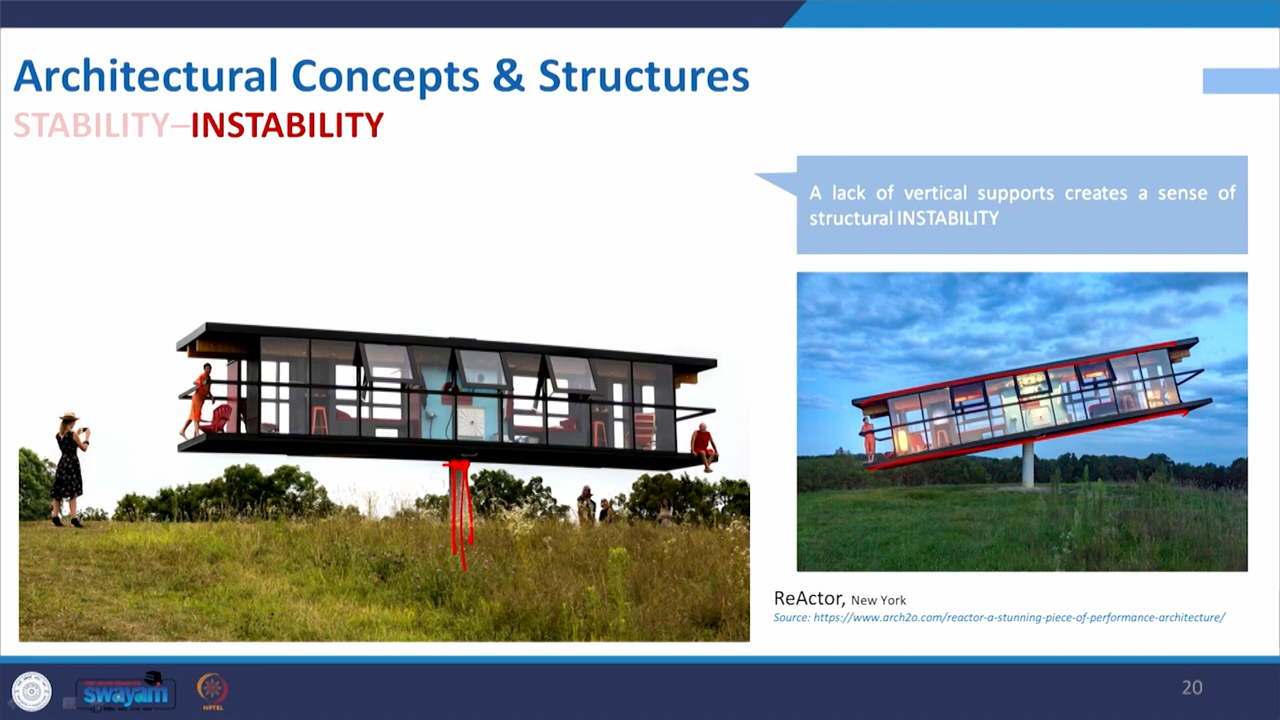 Architectural Concepts & Structures
STABILITY–INSTABILITY
A lack of vertical supports creates a sense of
structural INSTABILITY
ReActor, New York
Source: https://www.arch2o.com/reactor-a-stunning-piece-of-performance-architecture/
swayam
NPTEL
20